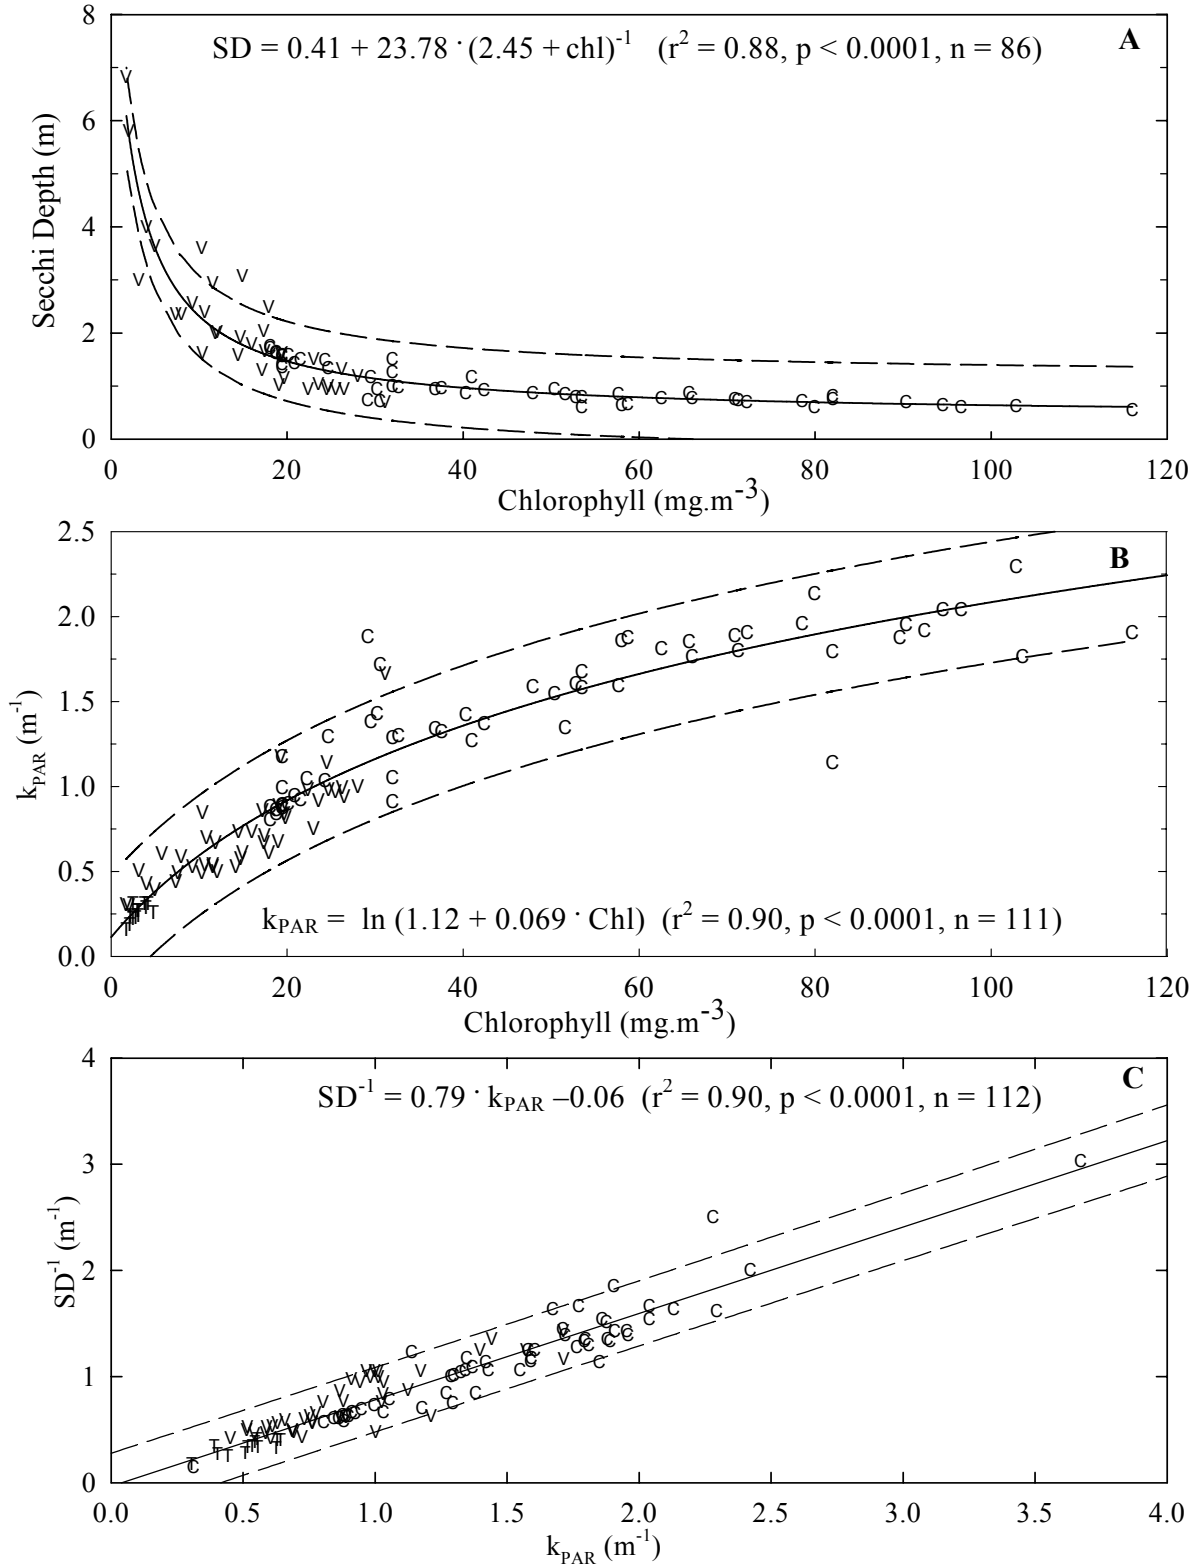 8
SD = 0.41 + 23.78 · (2.45 + chl)⁻¹ (r² = 0.88, p < 0.0001, n = 86)
A
6
4
2
0
Secchi Depth (m)
0 20 40 60 80 100 120
Chlorophyll (mg.m⁻³)
2.5
B
2.0
1.5
1.0
0.5
0.0
k_PAR (m⁻¹)
k_PAR = ln (1.12 + 0.069 · Chl) (r² = 0.90, p < 0.0001, n = 111)
0 20 40 60 80 100 120
Chlorophyll (mg.m⁻³)
4
C
SD⁻¹ = 0.79 · k_PAR –0.06 (r² = 0.90, p < 0.0001, n = 112)
3
2
1
0
SD⁻¹ (m⁻¹)
0.0 0.5 1.0 1.5 2.0 2.5 3.0 3.5 4.0
k_PAR (m⁻¹)